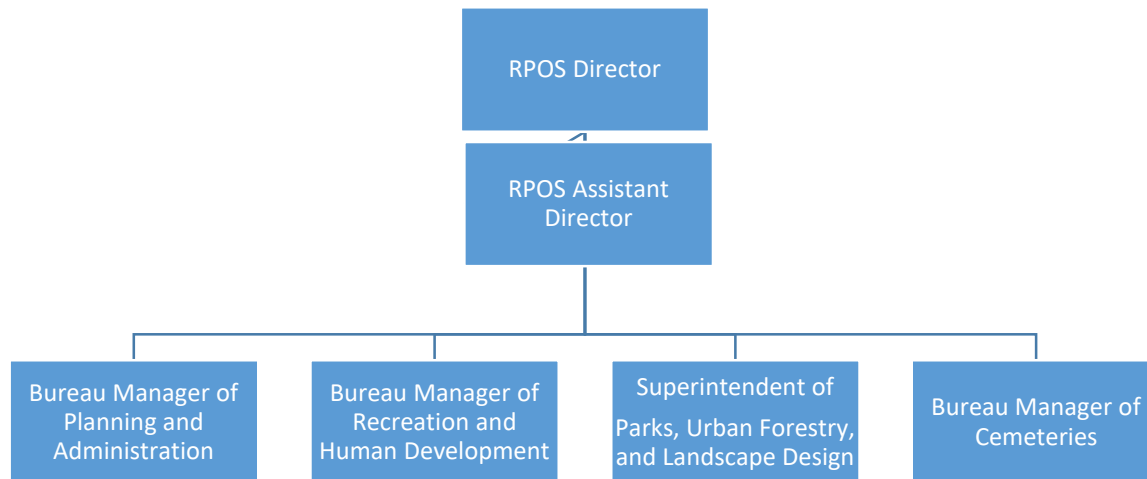 RPOS Director
RPOS Assistant
Director
Bureau Manager of
Planning and
Administration
Bureau Manager of
Recreation and
Human Development
Superintendent of
Parks, Urban Forestry,
and Landscape Design
Bureau Manager of
Cemeteries